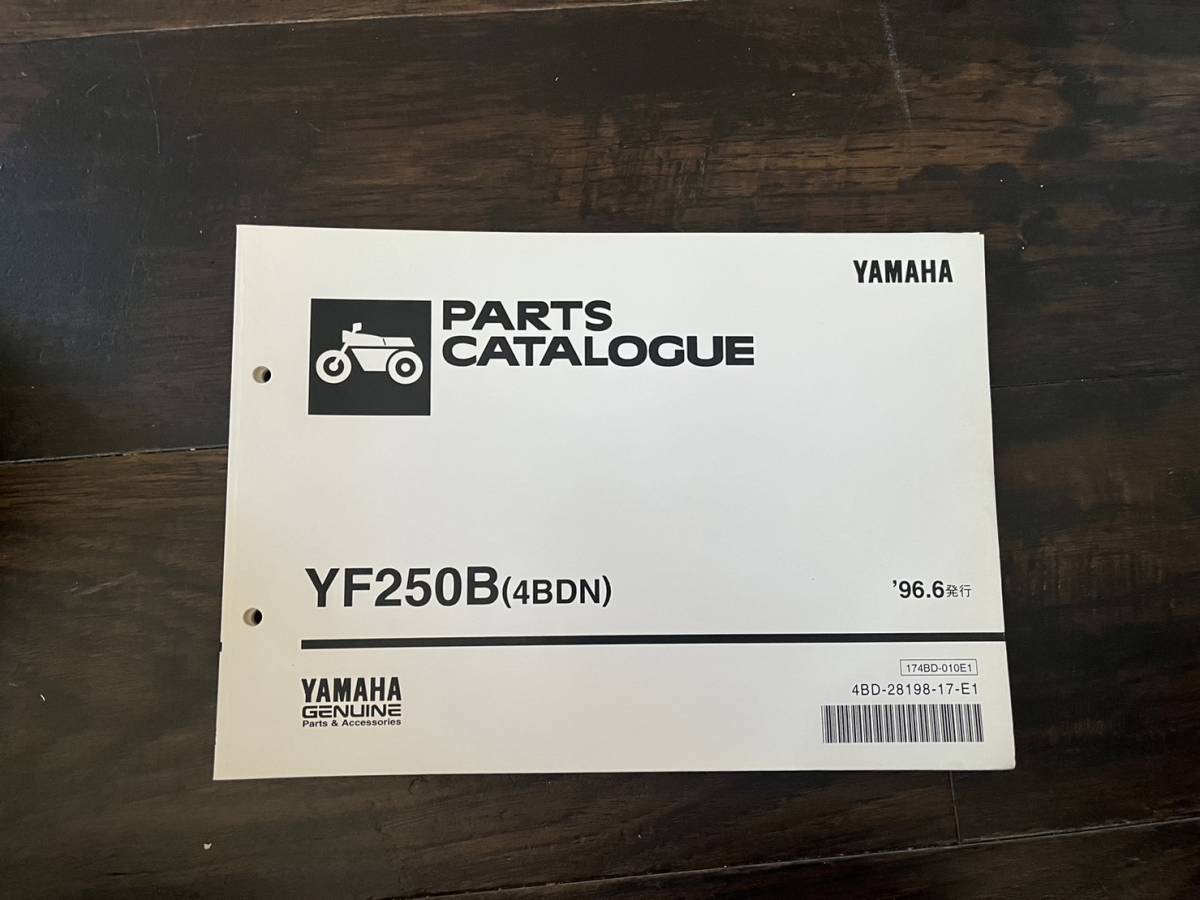 YAMAHA
PARTS
CATALOGUE
YF250B(4BDN)
'96.6発行
174BD-010E1
4BD-28198-17-E1
YAMAHA
GENUINE
Parts & Accessories